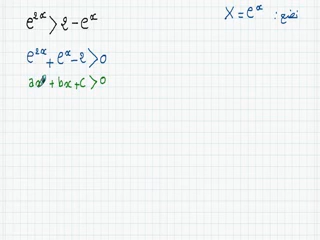 e^{2x} > 2 - e^x
نضع : X = e^x
e^{2x} + e^x - 2 > 0
ax² + bx + c > 0